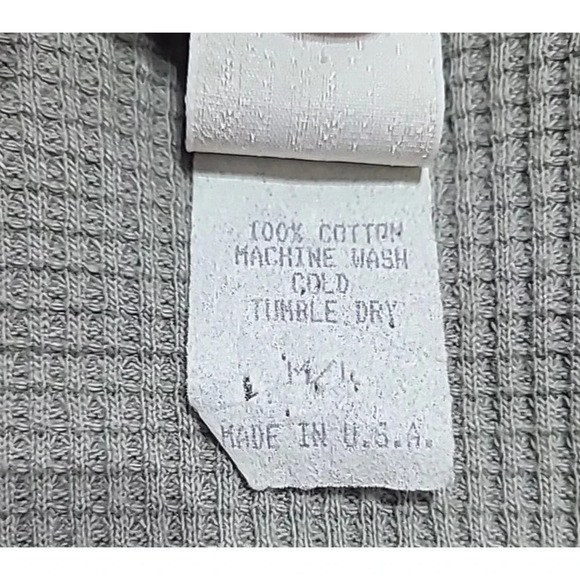 100% COTTON
MACHINE WASH
COLD
TUMBLE DRY
M/L
MADE IN U.S.A.